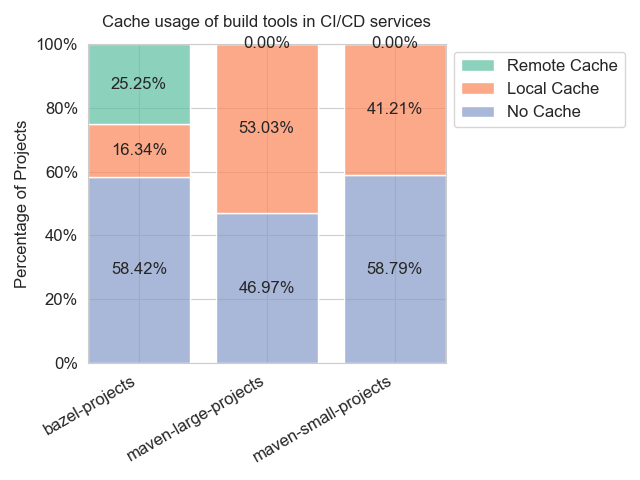 Cache usage of build tools in CI/CD services
100%
80%
60%
40%
20%
0%
Percentage of Projects
25.25%
16.34%
58.42%
0.00%
53.03%
46.97%
0.00%
41.21%
58.79%
bazel-projects
maven-large-projects
maven-small-projects
Remote Cache
Local Cache
No Cache